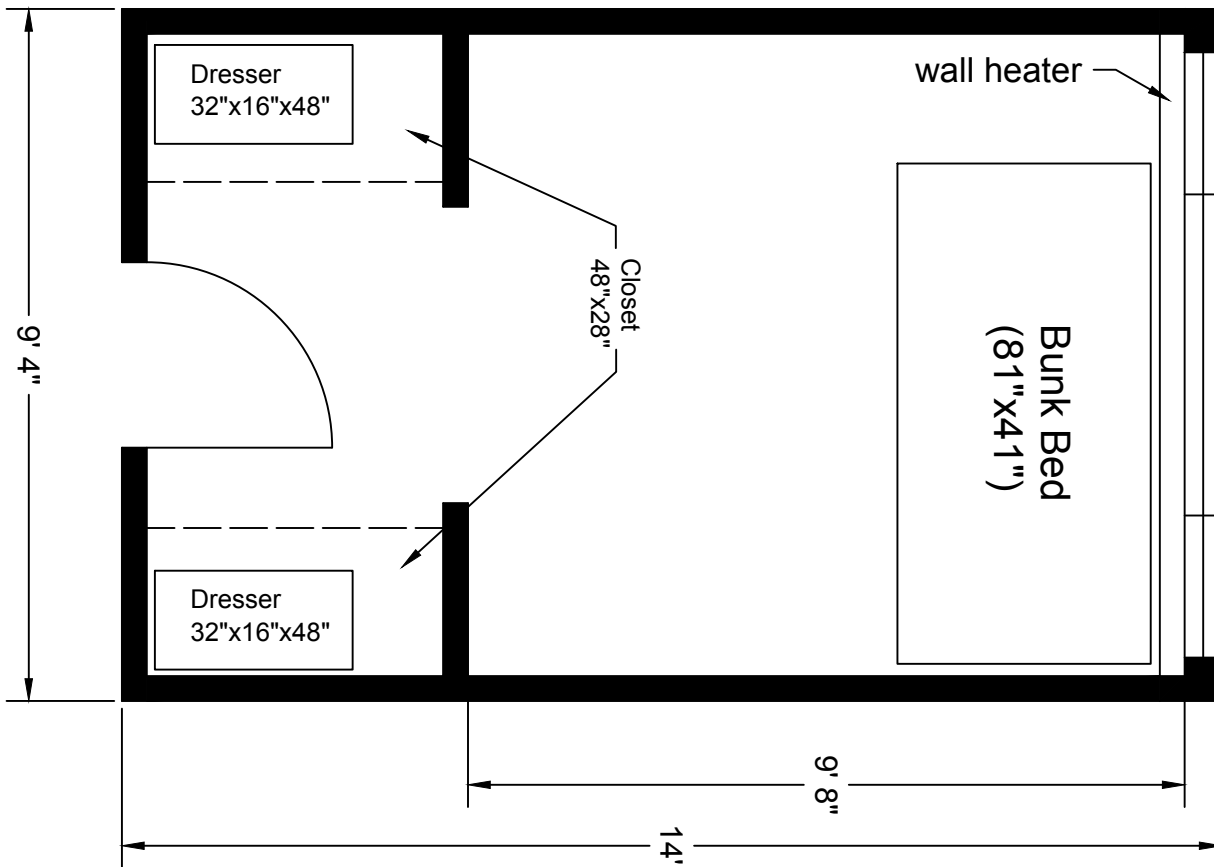 Dresser
32"x16"x48"
wall heater
Closet
48"x28"
Bunk Bed
(81"x41")
9' 4"
Dresser
32"x16"x48"
9' 8"
14'